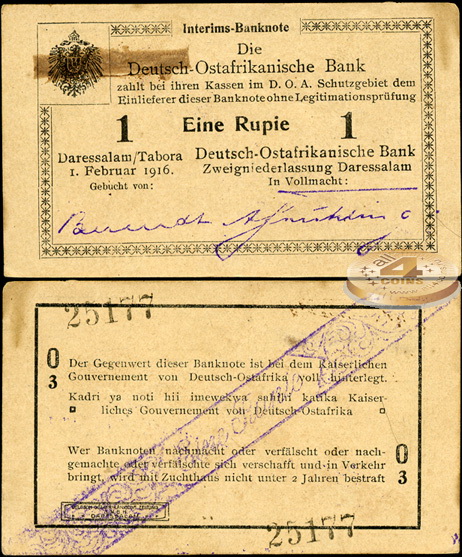 Interims-Banknote
Die
Deutsch-Ostafrikanische Bank
zahlt bei ihren Kassen im D. O. A. Schutzgebiet dem
Einlieferer dieser Banknote ohne Legitimationsprüfung
1 Eine Rupie 1
Daressalam/Tabora
1. Februar 1916.
Gebucht von:
Deutsch-Ostafrikanische Bank
Zweigniederlassung Daressalam
In Vollmacht:
all
4
COINS
25177
O
3
Der Gegenwert dieser Banknote ist bei dem Kaiserlichen
Gouvernement von Deutsch-Ostafrika voll hinterlegt.
Kadri ya noti hii imewekwa sahihi katika Kaiser-
liches Gouvernement von Deutsch-Ostafrika
Wer Banknoten nachmacht oder verfälscht oder nach-
gemachte oder verfälschte sich verschafft und in Verkehr
bringt, wird mit Zuchthaus nicht unter 2 Jahren bestraft
O
3
25177